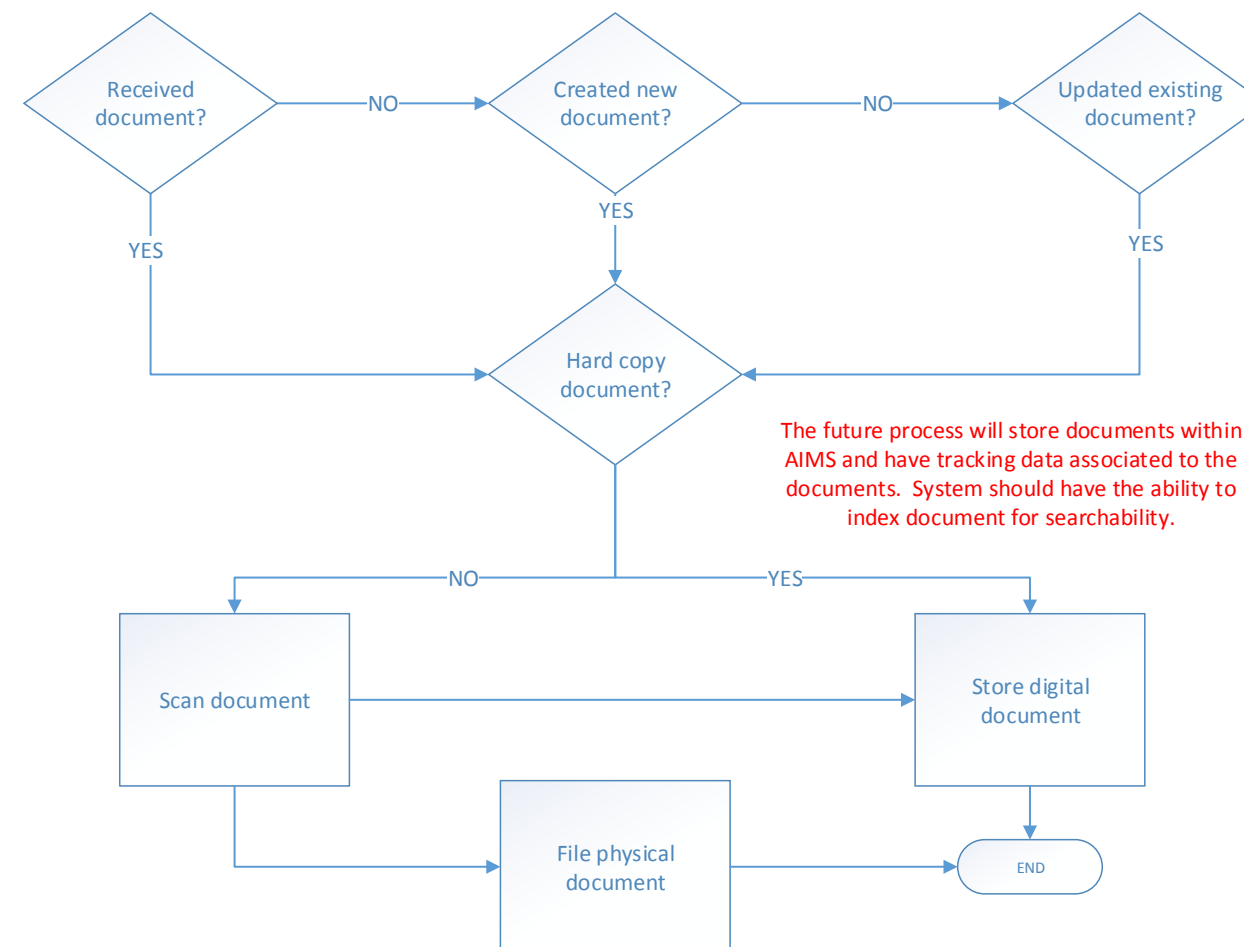 Received
document?
NO
Created new
document?
NO
Updated existing
document?
YES
YES
YES
Hard copy
document?
The future process will store documents within
AIMS and have tracking data associated to the
documents. System should have the ability to
index document for searchability.
NO
YES
Scan document
Store digital
document
File physical
document
END